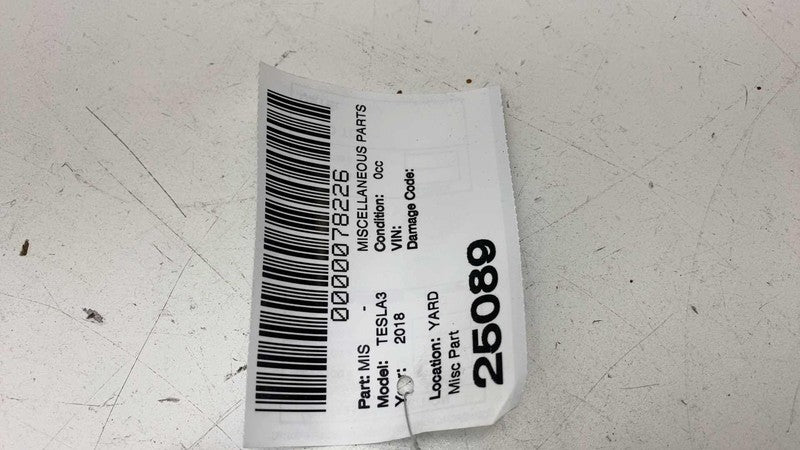 0000078226
Part: MIS - MISCELLANEOUS PARTS
Model: TESLA3 Condition: 0cc
Year: 2018 VIN:
Damage Code:
Location: YARD
Misc Part
25089